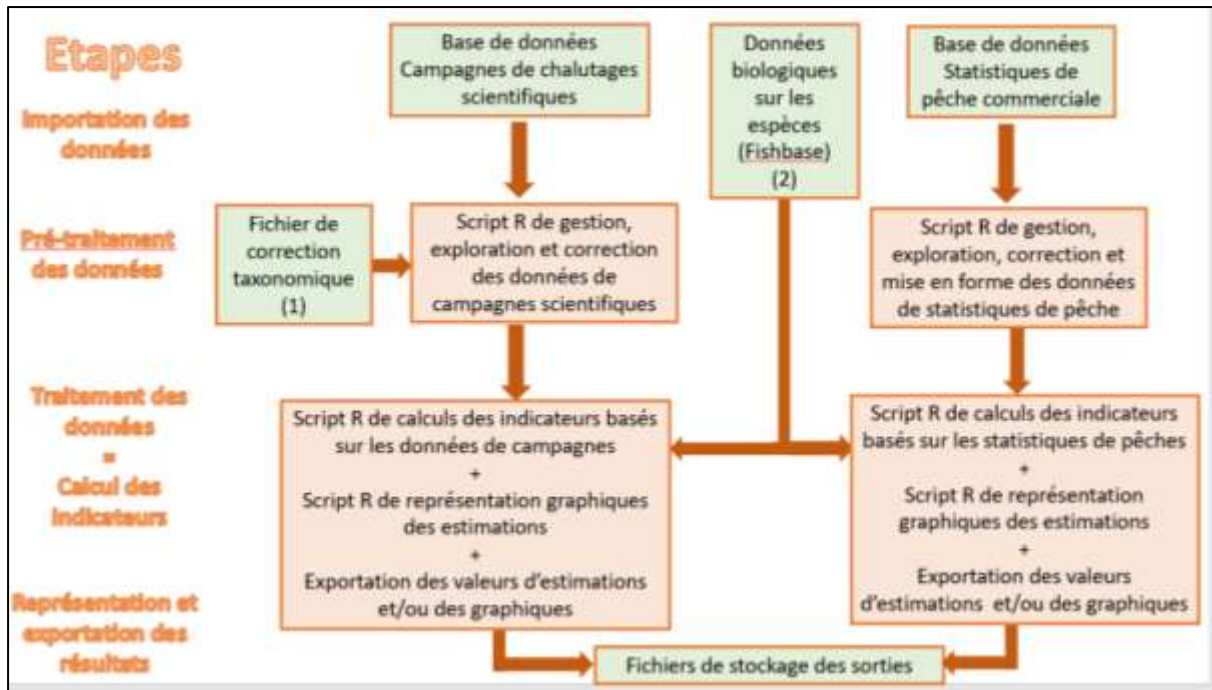 Etapes
Importation des
données
Base de données
Campagnes de chalutages
scientifiques
Données
biologiques
sur les
espèces
(Fishbase)
(2)
Base de données
Statistiques de
pêche commerciale
Pré-traitement
des données
Fichier de
correction
taxonomique
(1)
Script R de gestion,
exploration et correction
des données de
campagnes scientifiques
Script R de gestion,
exploration, correction et
mise en forme des données
de statistiques de pêche
Traitement des
données
=
Calcul des
indicateurs
Script R de calculs des indicateurs basés
sur les données de campagnes
+
Script R de représentation graphiques
des estimations
+
Exportation des valeurs d'estimations
et/ou des graphiques
Script R de calculs des indicateurs
basés sur les statistiques de pêches
+
Script R de représentation
graphiques des estimations
+
Exportation des valeurs
d'estimations et/ou des graphiques
Représentation et
exportation des
résultats
Fichiers de stockage des sorties